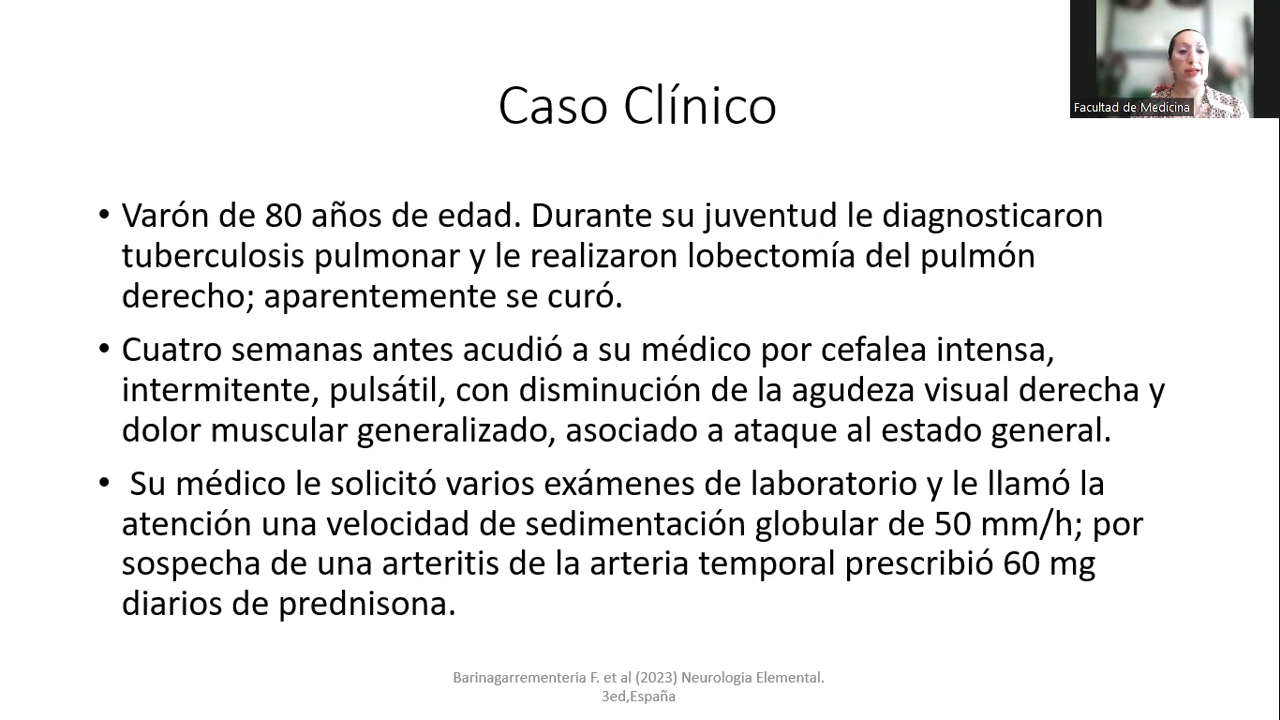 Facultad de Medicina
Caso Clínico
• Varón de 80 años de edad. Durante su juventud le diagnosticaron
tuberculosis pulmonar y le realizaron lobectomía del pulmón
derecho; aparentemente se curó.
• Cuatro semanas antes acudió a su médico por cefalea intensa,
intermitente, pulsátil, con disminución de la agudeza visual derecha y
dolor muscular generalizado, asociado a ataque al estado general.
• Su médico le solicitó varios exámenes de laboratorio y le llamó la
atención una velocidad de sedimentación globular de 50 mm/h; por
sospecha de una arteritis de la arteria temporal prescribió 60 mg
diarios de prednisona.
Barinagarrementeria F. et al (2023) Neurologia Elemental.
3ed,España